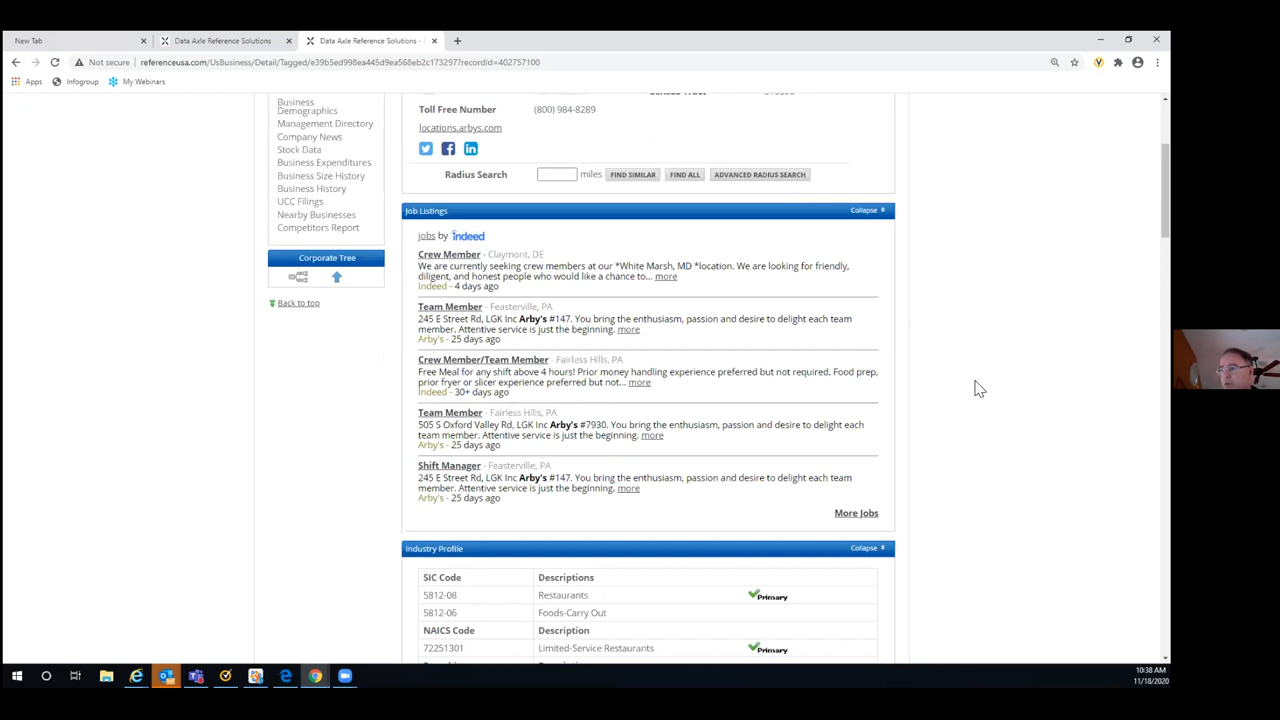 New Tab
Data Axle Reference Solutions
Data Axle Reference Solutions -
Not secure
referenceusa.com/UsBusiness/Detail/Tagged/e39b5ed998ea445d9ea568eb2c173297?recordId=402757100
Apps
Infogroup
My Webinars
Business
Demographics
Management Directory
Company News
Stock Data
Business Expenditures
Business Size History
Business History
UCC Filings
Nearby Businesses
Competitors Report
Corporate Tree
Back to top
Toll Free Number (800) 984-8289
locations.arbys.com
Radius Search miles FIND SIMILAR FIND ALL ADVANCED RADIUS SEARCH
Job Listings Collapse
jobs by indeed
Crew Member - Claymont, DE
We are currently seeking crew members at our *White Marsh, MD *location. We are looking for friendly,
diligent, and honest people who would like a chance to... more
Indeed - 4 days ago
Team Member - Feasterville, PA
245 E Street Rd, LGK Inc Arby's #147. You bring the enthusiasm, passion and desire to delight each team
member. Attentive service is just the beginning. more
Arby's - 25 days ago
Crew Member/Team Member - Fairless Hills, PA
Free Meal for any shift above 4 hours! Prior money handling experience preferred but not required. Food prep,
prior fryer or slicer experience preferred but not... more
Indeed - 30+ days ago
Team Member - Fairless Hills, PA
505 S Oxford Valley Rd, LGK Inc Arby's #7930. You bring the enthusiasm, passion and desire to delight each
team member. Attentive service is just the beginning. more
Arby's - 25 days ago
Shift Manager - Feasterville, PA
245 E Street Rd, LGK Inc Arby's #147. You bring the enthusiasm, passion and desire to delight each team
member. Attentive service is just the beginning. more
Arby's - 25 days ago
More Jobs
Industry Profile Collapse
SIC Code Descriptions
5812-08 Restaurants Primary
5812-06 Foods-Carry Out
NAICS Code Description
72251301 Limited-Service Restaurants Primary
10:38 AM
11/18/2020